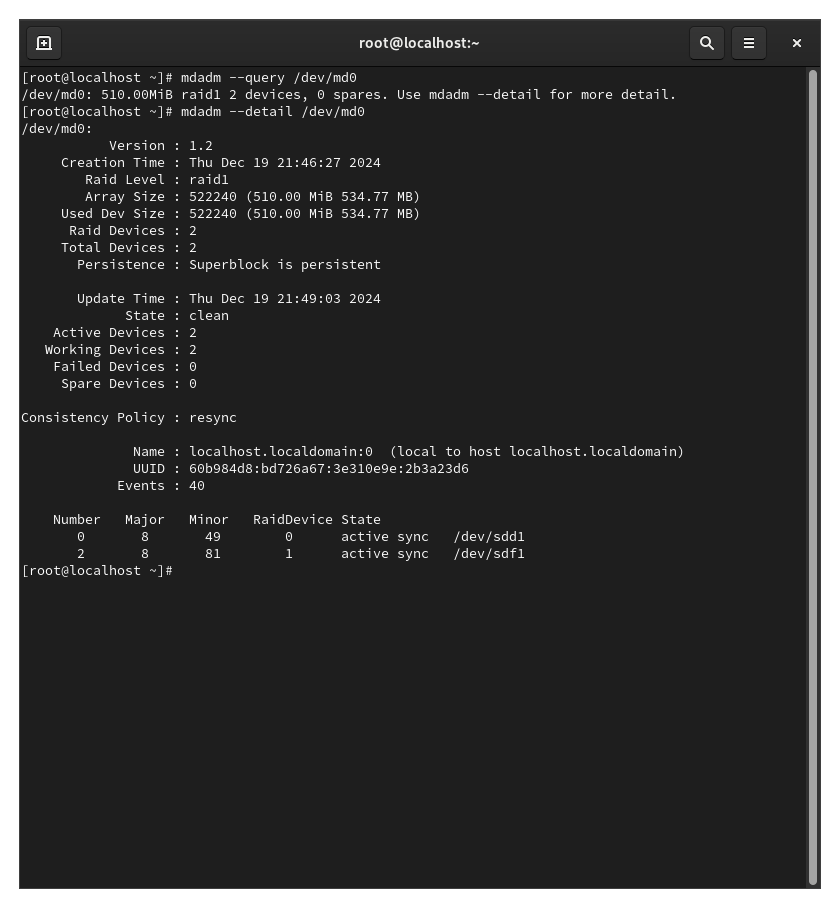 root@localhost:~
[root@localhost ~]# mdadm --query /dev/md0
/dev/md0: 510.00MiB raid1 2 devices, 0 spares. Use mdadm --detail for more detail.
[root@localhost ~]# mdadm --detail /dev/md0
/dev/md0:
           Version : 1.2
     Creation Time : Thu Dec 19 21:46:27 2024
        Raid Level : raid1
        Array Size : 522240 (510.00 MiB 534.77 MB)
     Used Dev Size : 522240 (510.00 MiB 534.77 MB)
      Raid Devices : 2
     Total Devices : 2
       Persistence : Superblock is persistent

       Update Time : Thu Dec 19 21:49:03 2024
             State : clean
    Active Devices : 2
   Working Devices : 2
    Failed Devices : 0
     Spare Devices : 0

Consistency Policy : resync

              Name : localhost.localdomain:0  (local to host localhost.localdomain)
              UUID : 60b984d8:bd726a67:3e310e9e:2b3a23d6
            Events : 40

    Number   Major   Minor   RaidDevice State
       0       8       49        0      active sync   /dev/sdd1
       2       8       81        1      active sync   /dev/sdf1
[root@localhost ~]#